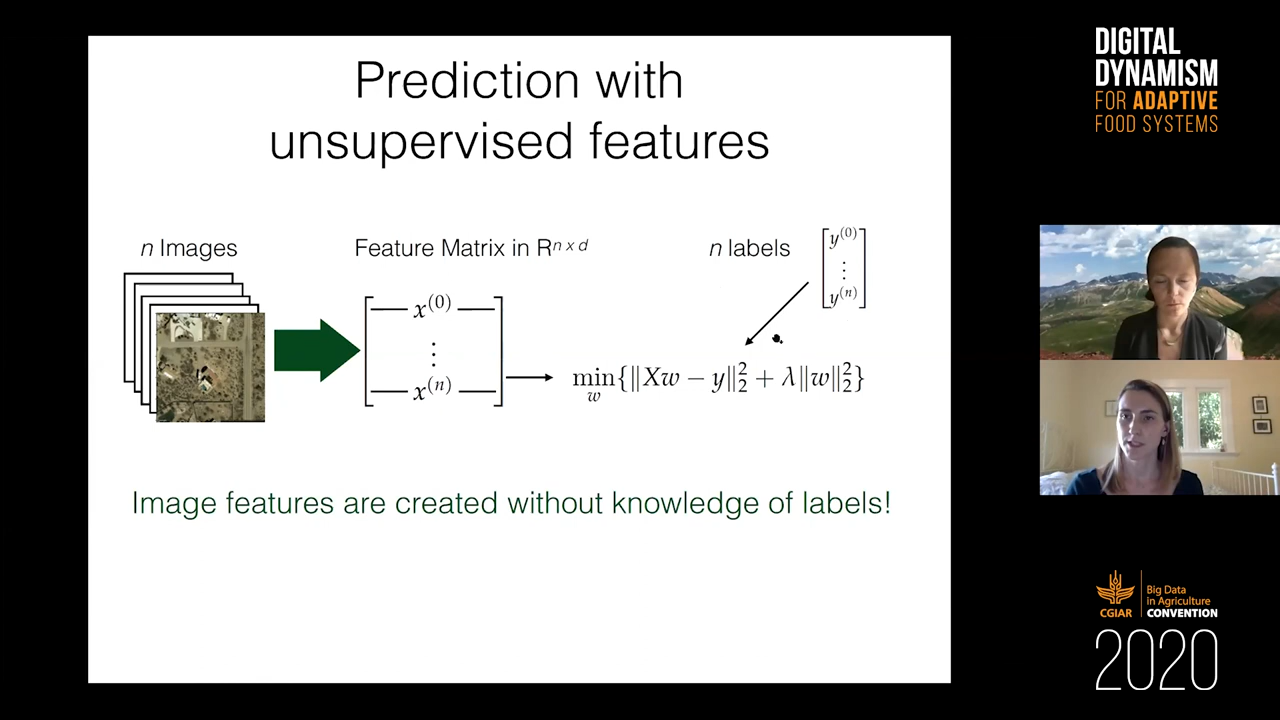 Prediction with
unsupervised features
n Images
Feature Matrix in Rⁿ ˣ ᵈ
n labels
y⁽⁰⁾
⋮
y⁽ⁿ⁾
x⁽⁰⁾
⋮
x⁽ⁿ⁾
min{‖Xw − y‖₂² + λ‖w‖₂²}
w
Image features are created without knowledge of labels!
DIGITAL
DYNAMISM
FOR ADAPTIVE
FOOD SYSTEMS
CGIAR
Big Data
in Agriculture
CONVENTION
2020